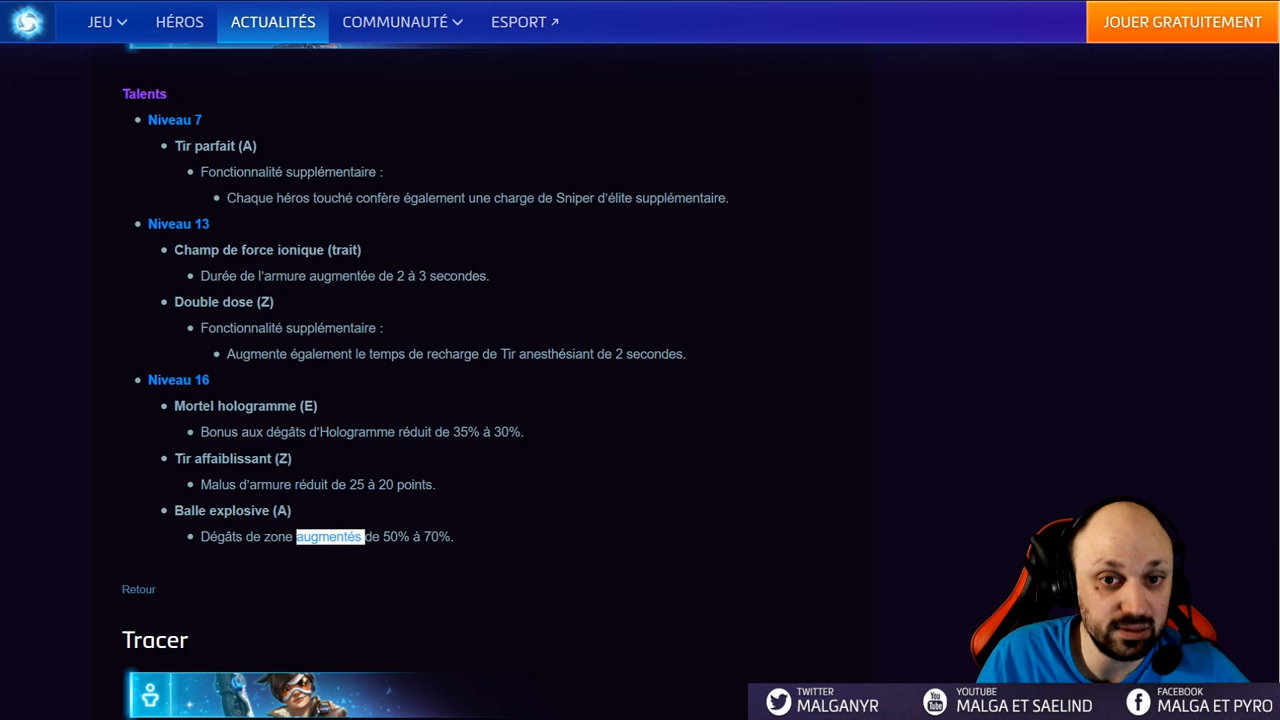 JEU HÉROS ACTUALITÉS COMMUNAUTÉ ESPORT JOUER GRATUITEMENT
Talents
Niveau 7
Tir parfait (A)
Fonctionnalité supplémentaire :
Chaque héros touché confère également une charge de Sniper d'élite supplémentaire.
Niveau 13
Champ de force ionique (trait)
Durée de l'armure augmentée de 2 à 3 secondes.
Double dose (Z)
Fonctionnalité supplémentaire :
Augmente également le temps de recharge de Tir anesthésiant de 2 secondes.
Niveau 16
Mortel hologramme (E)
Bonus aux dégâts d'Hologramme réduit de 35% à 30%.
Tir affaiblissant (Z)
Malus d'armure réduit de 25 à 20 points.
Balle explosive (A)
Dégâts de zone augmentés de 50% à 70%.
Retour
Tracer
TWITTER
MALGANYR
You Tube
YOUTUBE
MALGA ET SAELIND
FACEBOOK
MALGA ET PYRO